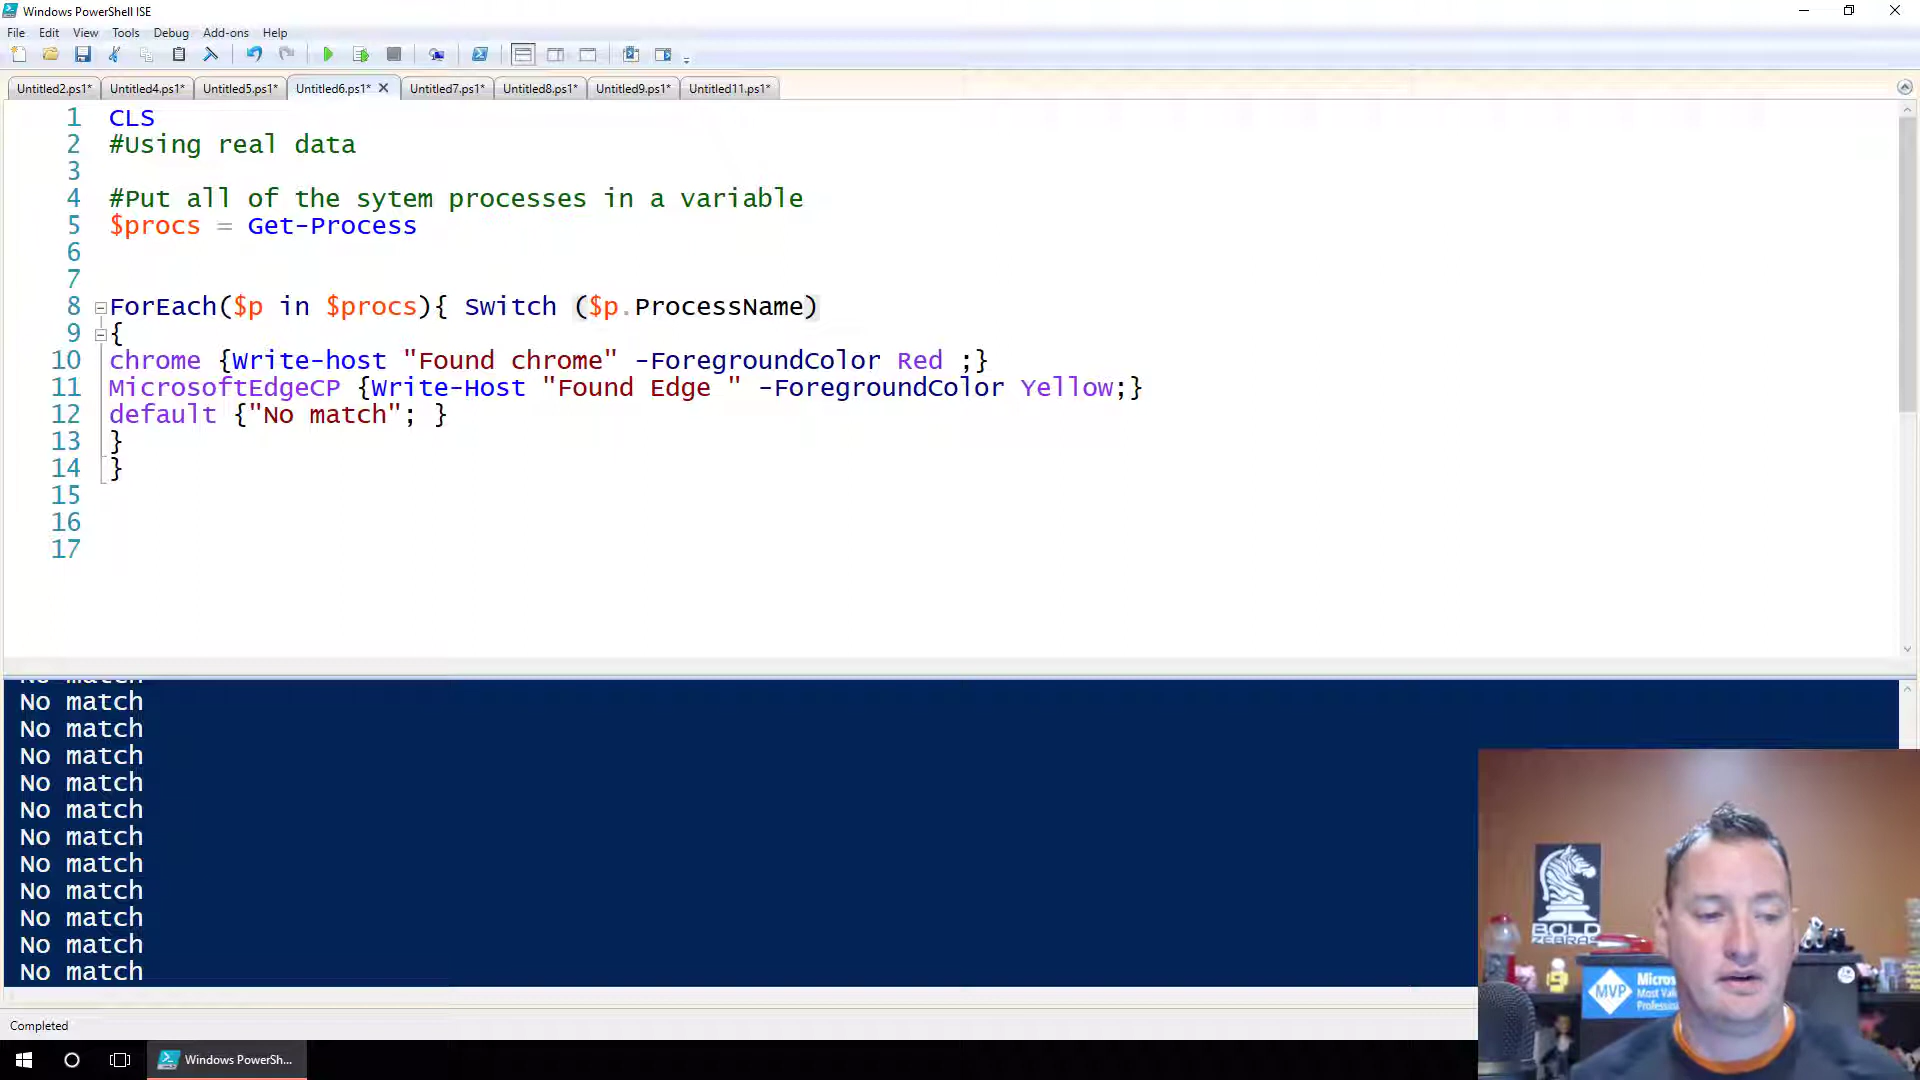 Windows PowerShell ISE
File Edit View Tools Debug Add-ons Help
Untitled2.ps1* Untitled4.ps1* Untitled5.ps1* Untitled6.ps1* Untitled7.ps1* Untitled8.ps1* Untitled9.ps1* Untitled11.ps1*
1 CLS
2 #Using real data
3
4 #Put all of the sytem processes in a variable
5 $procs = Get-Process
6
7
8 ForEach($p in $procs){ Switch ($p.ProcessName)
9 {
10 chrome {Write-host "Found chrome" -ForegroundColor Red ;}
11 MicrosoftEdgeCP {Write-Host "Found Edge " -ForegroundColor Yellow;}
12 default {"No match"; }
13 }
14 }
15
16
17
No match
No match
No match
No match
No match
No match
No match
No match
No match
No match
No match
No match
BOLD
ZEBRAS
MVP
Completed
Windows PowerSh...